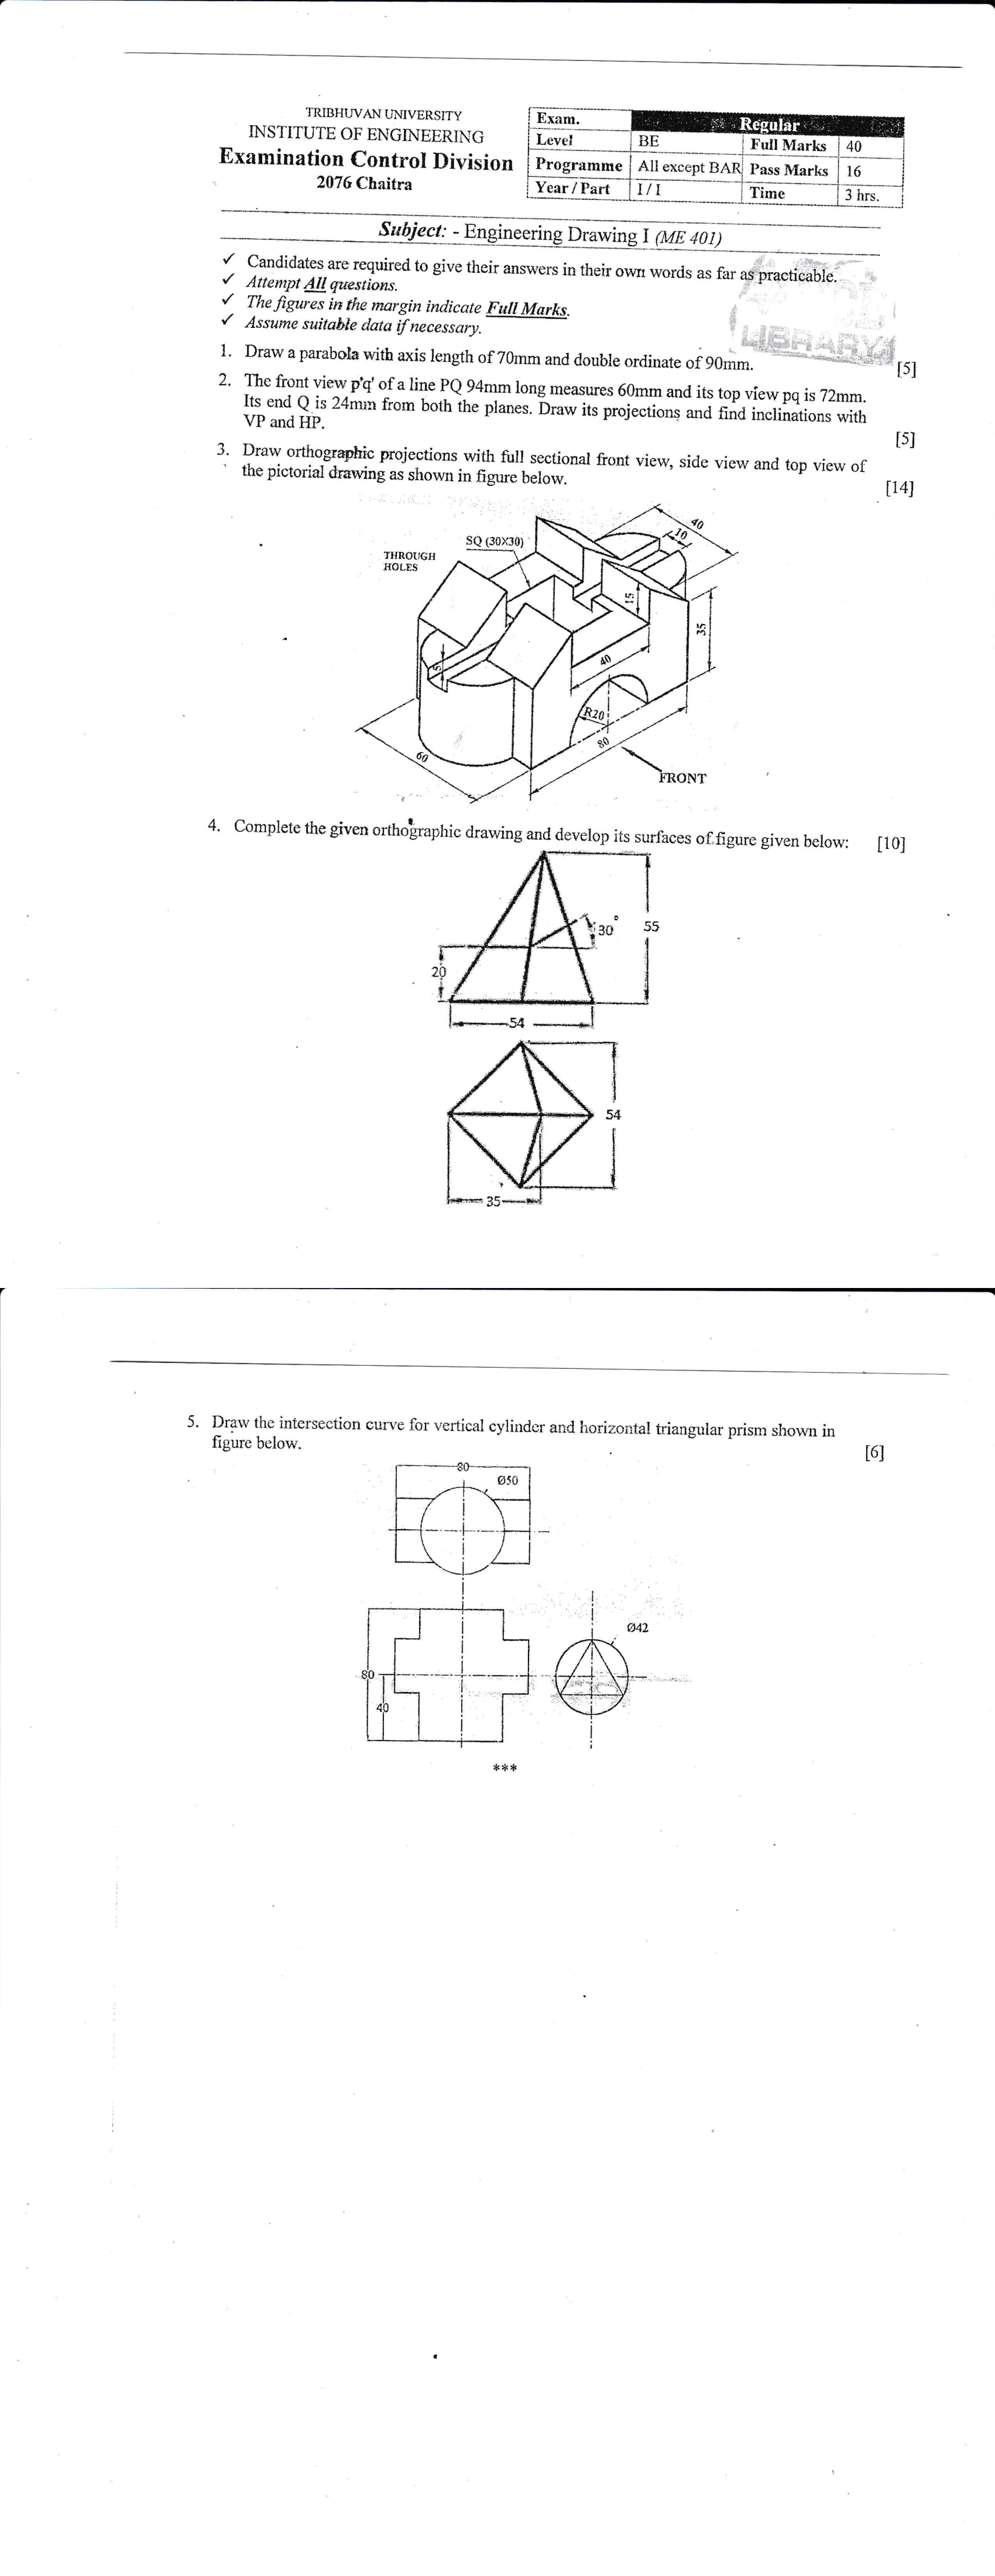 TRIBHUVAN UNIVERSITY
INSTITUTE OF ENGINEERING
Examination Control Division
2076 Chaitra
Exam. Regular
Level BE Full Marks 40
Programme All except BAR Pass Marks 16
Year / Part I / I Time 3 hrs.
Subject: - Engineering Drawing I (ME 401)
✓ Candidates are required to give their answers in their own words as far as practicable.
✓ Attempt All questions.
✓ The figures in the margin indicate Full Marks.
✓ Assume suitable data if necessary.
LIBRARY
1. Draw a parabola with axis length of 70mm and double ordinate of 90mm. [5]
2. The front view p'q' of a line PQ 94mm long measures 60mm and its top view pq is 72mm.
Its end Q is 24mm from both the planes. Draw its projections and find inclinations with
VP and HP. [5]
3. Draw orthographic projections with full sectional front view, side view and top view of
the pictorial drawing as shown in figure below. [14]
40
10
SQ (30X30)
THROUGH
HOLES
15
35
5
40
R20
80
60
FRONT
4. Complete the given orthographic drawing and develop its surfaces of figure given below: [10]
30°
55
20
54
54
35
5. Draw the intersection curve for vertical cylinder and horizontal triangular prism shown in
figure below. [6]
80
Ø50
Ø42
80
40
***